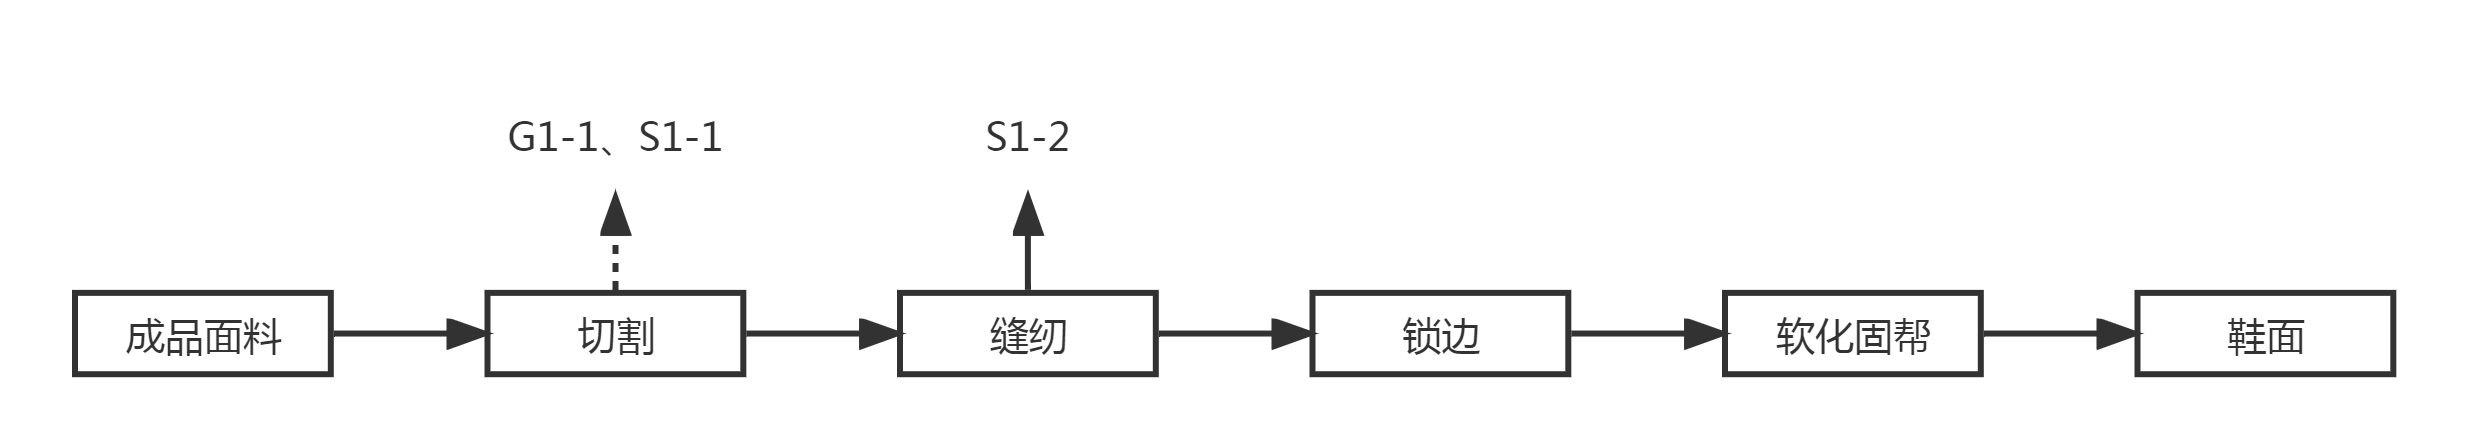 G1-1、S1-1
S1-2
成品面料
切割
缝纫
锁边
软化固帮
鞋面